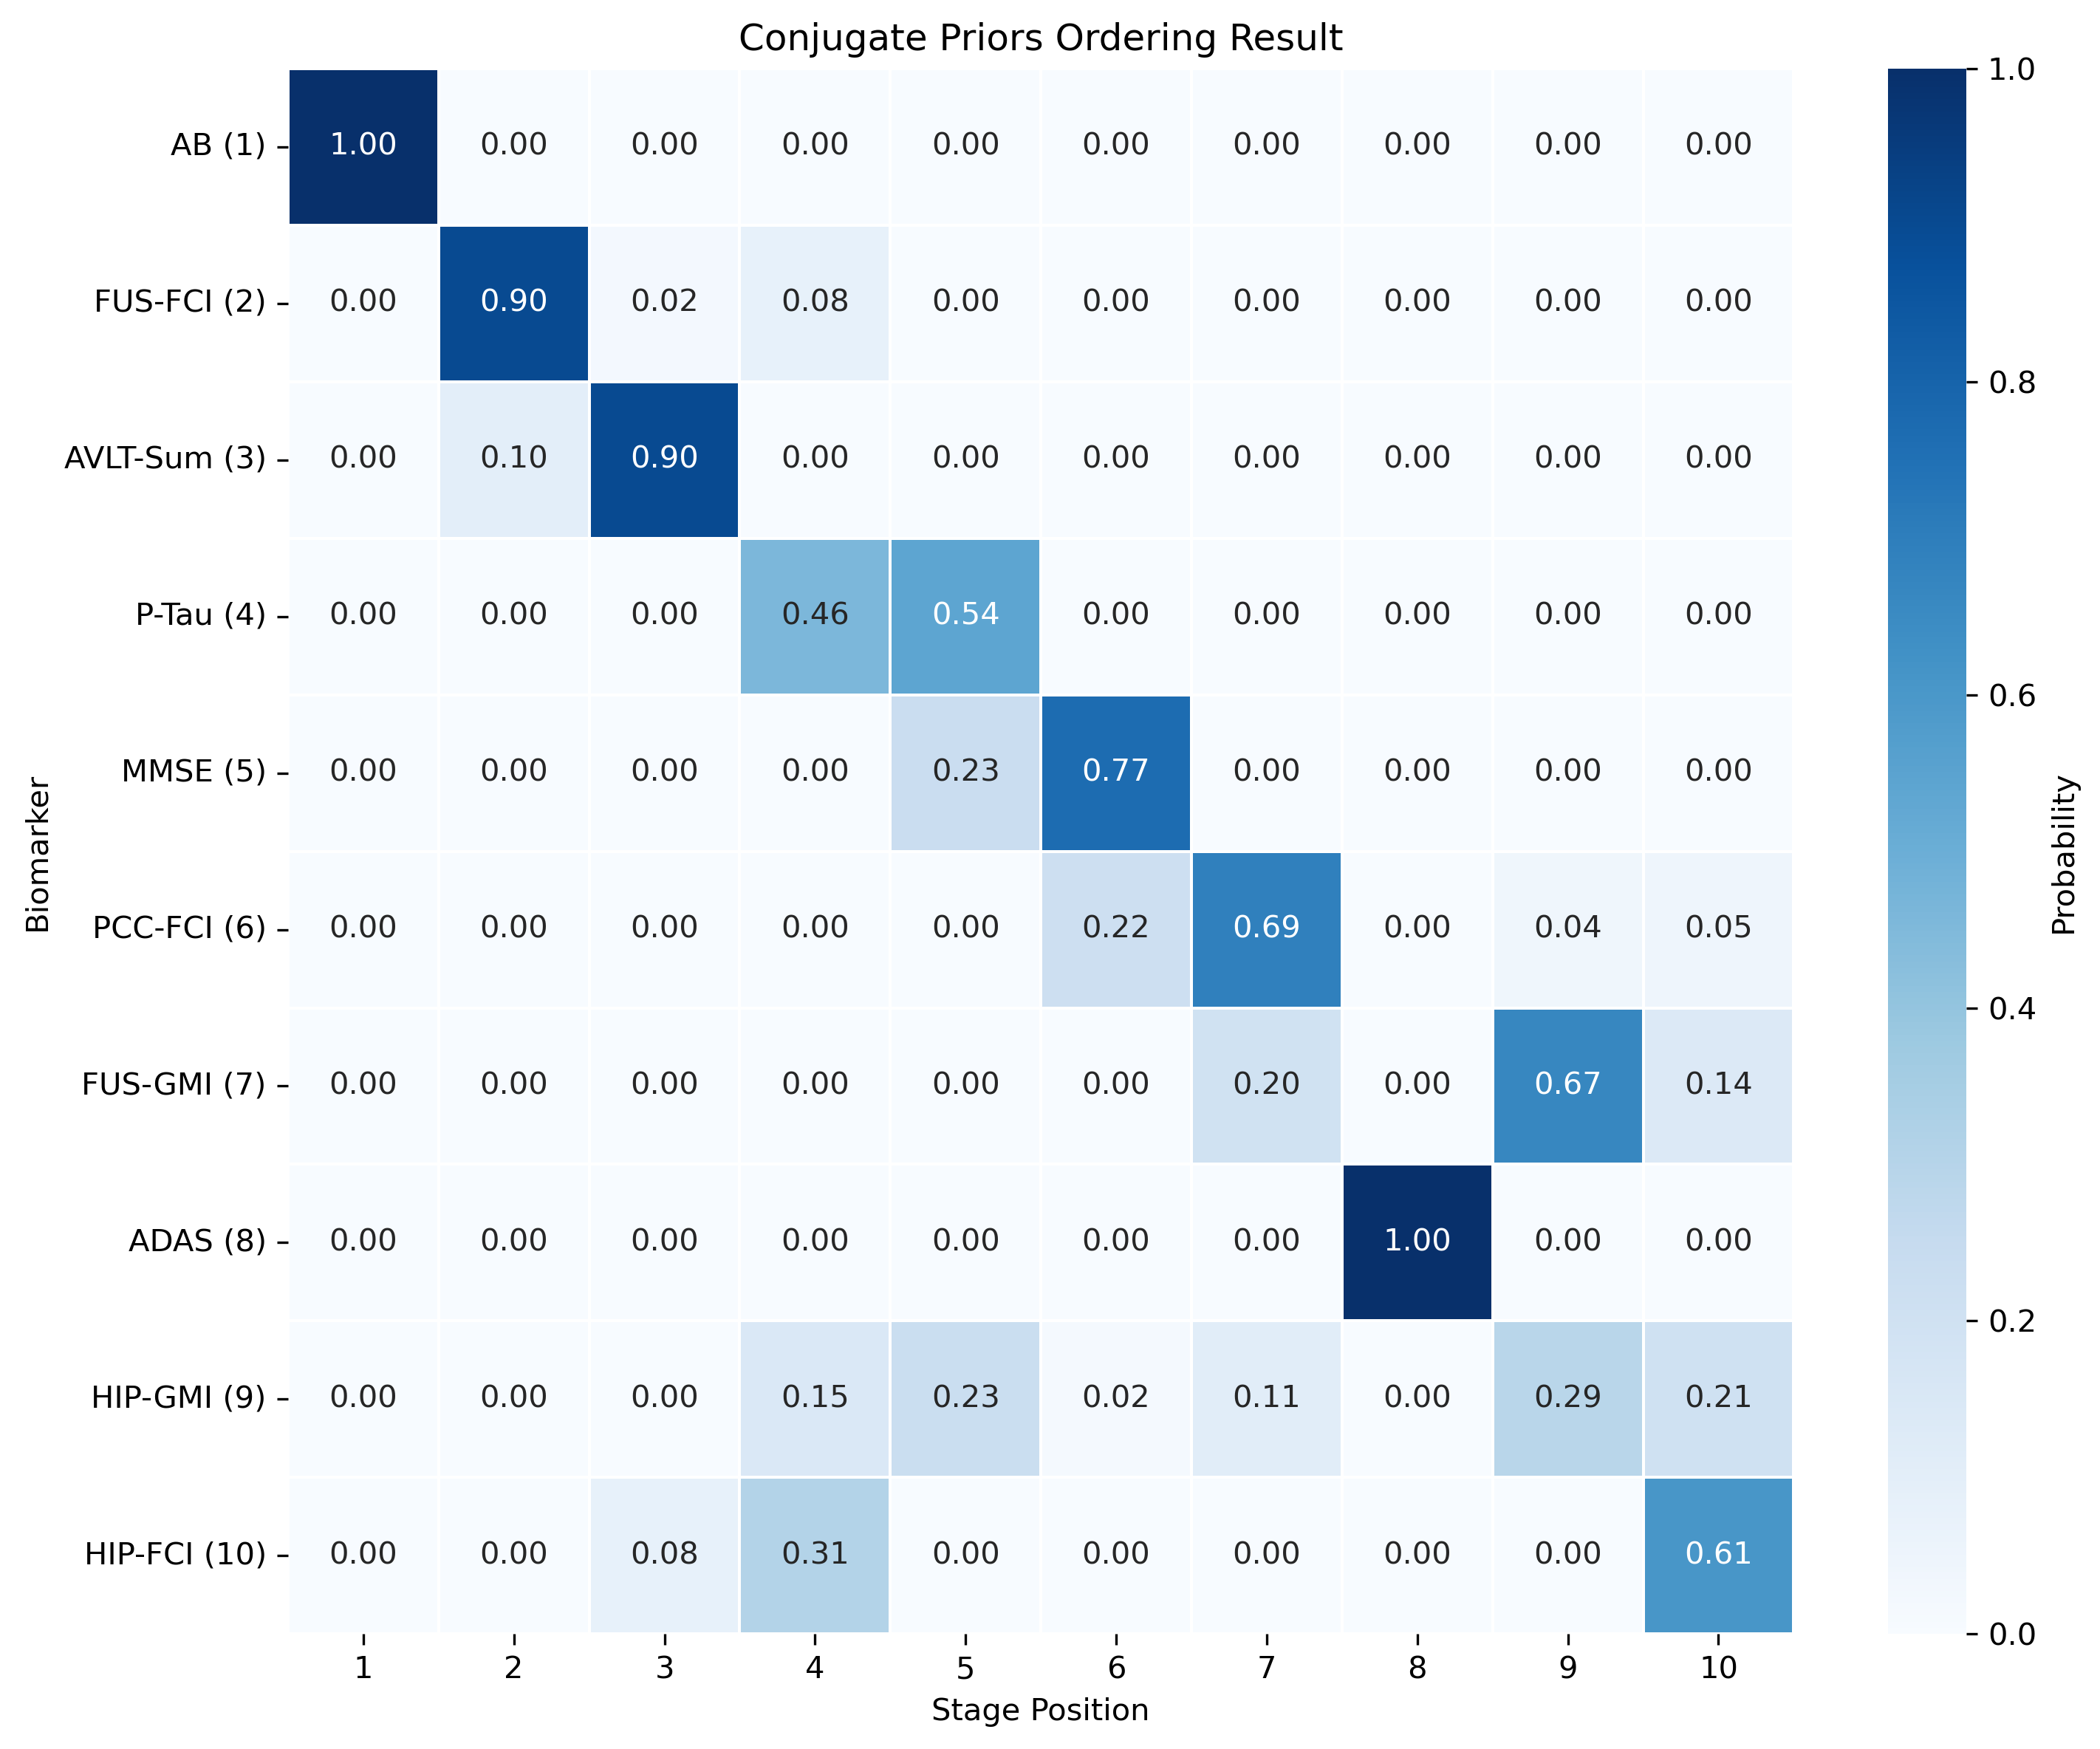 Conjugate Priors Ordering Result
AB (1) 1.00 0.00 0.00 0.00 0.00 0.00 0.00 0.00 0.00 0.00
FUS-FCI (2) 0.00 0.90 0.02 0.08 0.00 0.00 0.00 0.00 0.00 0.00
AVLT-Sum (3) 0.00 0.10 0.90 0.00 0.00 0.00 0.00 0.00 0.00 0.00
P-Tau (4) 0.00 0.00 0.00 0.46 0.54 0.00 0.00 0.00 0.00 0.00
MMSE (5) 0.00 0.00 0.00 0.00 0.23 0.77 0.00 0.00 0.00 0.00
PCC-FCI (6) 0.00 0.00 0.00 0.00 0.00 0.22 0.69 0.00 0.04 0.05
FUS-GMI (7) 0.00 0.00 0.00 0.00 0.00 0.00 0.20 0.00 0.67 0.14
ADAS (8) 0.00 0.00 0.00 0.00 0.00 0.00 0.00 1.00 0.00 0.00
HIP-GMI (9) 0.00 0.00 0.00 0.15 0.23 0.02 0.11 0.00 0.29 0.21
HIP-FCI (10) 0.00 0.00 0.08 0.31 0.00 0.00 0.00 0.00 0.00 0.61
1 2 3 4 5 6 7 8 9 10
Stage Position
Biomarker
1.0
0.8
0.6
0.4
0.2
0.0
Probability